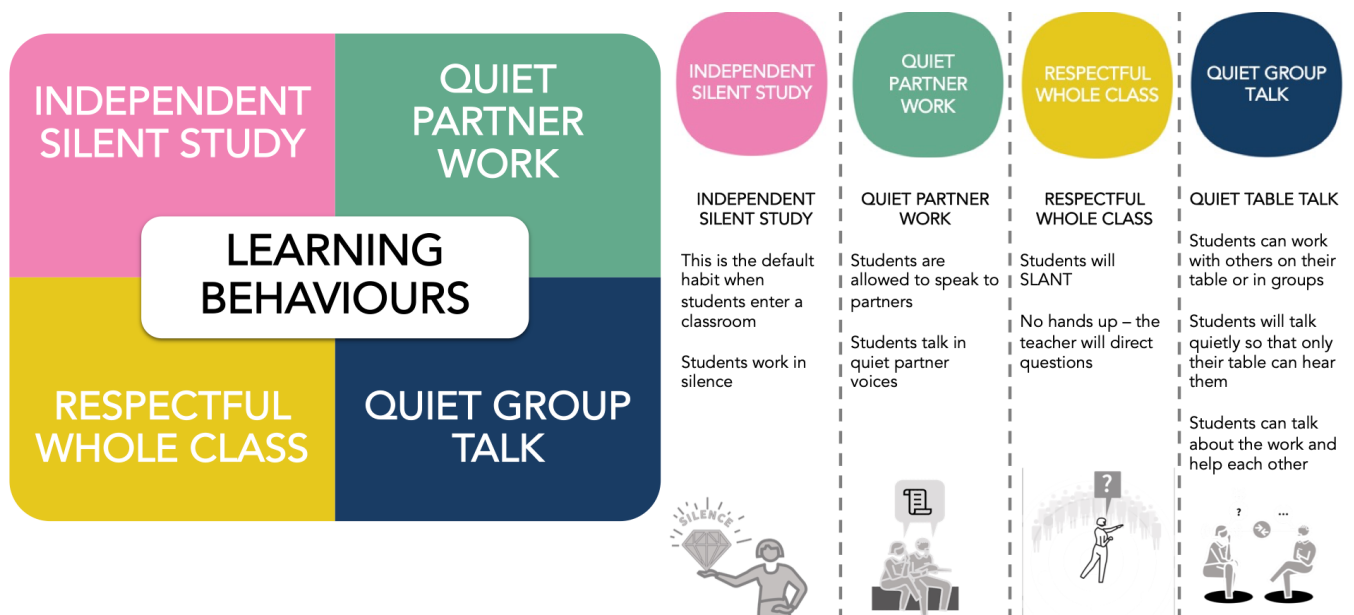 INDEPENDENT
SILENT STUDY
QUIET
PARTNER
WORK
LEARNING
BEHAVIOURS
RESPECTFUL
WHOLE CLASS
QUIET GROUP
TALK
INDEPENDENT
SILENT STUDY
INDEPENDENT
SILENT STUDY
This is the default
habit when
students enter a
classroom
Students work in
silence
SILENCE
QUIET
PARTNER
WORK
QUIET PARTNER
WORK
Students are
allowed to speak to
partners
Students talk in
quiet partner
voices
RESPECTFUL
WHOLE CLASS
RESPECTFUL
WHOLE CLASS
Students will
SLANT
No hands up – the
teacher will direct
questions
?
QUIET GROUP
TALK
QUIET TABLE TALK
Students can work
with others on their
table or in groups
Students will talk
quietly so that only
their table can hear
them
Students can talk
about the work and
help each other
? ...